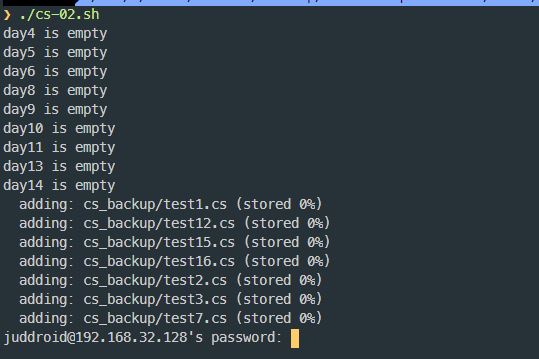 ❯ ./cs-02.sh
day4 is empty
day5 is empty
day6 is empty
day8 is empty
day9 is empty
day10 is empty
day11 is empty
day13 is empty
day14 is empty
  adding: cs_backup/test1.cs (stored 0%)
  adding: cs_backup/test12.cs (stored 0%)
  adding: cs_backup/test15.cs (stored 0%)
  adding: cs_backup/test16.cs (stored 0%)
  adding: cs_backup/test2.cs (stored 0%)
  adding: cs_backup/test3.cs (stored 0%)
  adding: cs_backup/test7.cs (stored 0%)
juddroid@192.168.32.128's password: